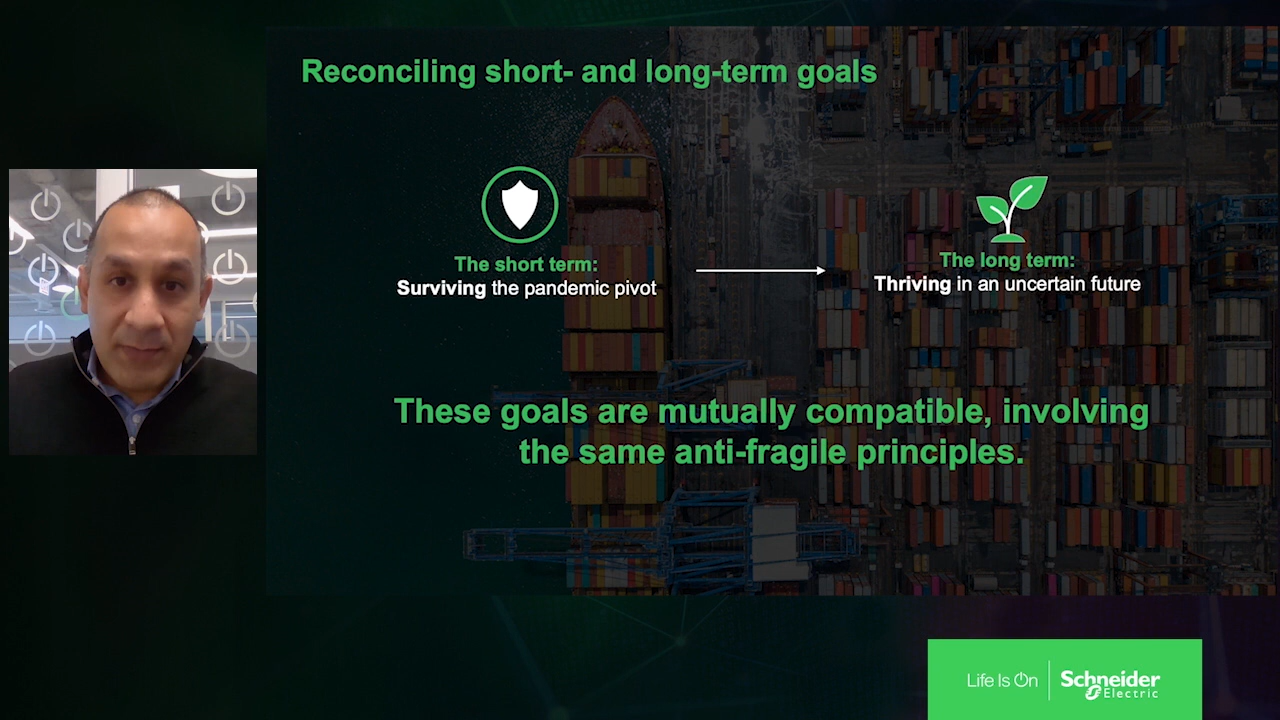 Reconciling short- and long-term goals
The short term:
Surviving the pandemic pivot
The long term:
Thriving in an uncertain future
These goals are mutually compatible, involving
the same anti-fragile principles.
Life Is On
Schneider
Electric